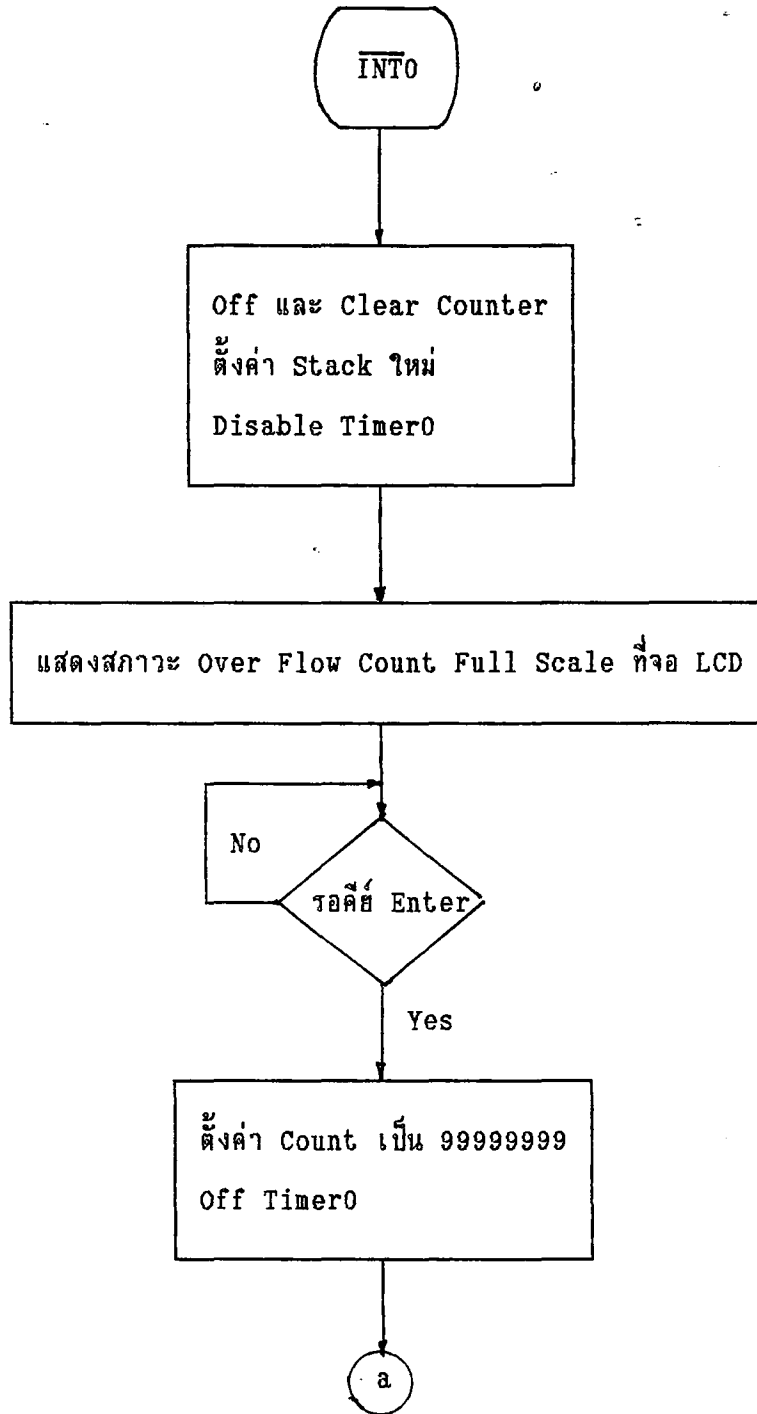 INT0
Off และ Clear Counter
ตั้งค่า Stack ใหม่
Disable Timer0
แสดงสภาวะ Over Flow Count Full Scale ที่จอ LCD
No
รอคีย์ Enter
Yes
ตั้งค่า Count เป็น 99999999
Off Timer0
a